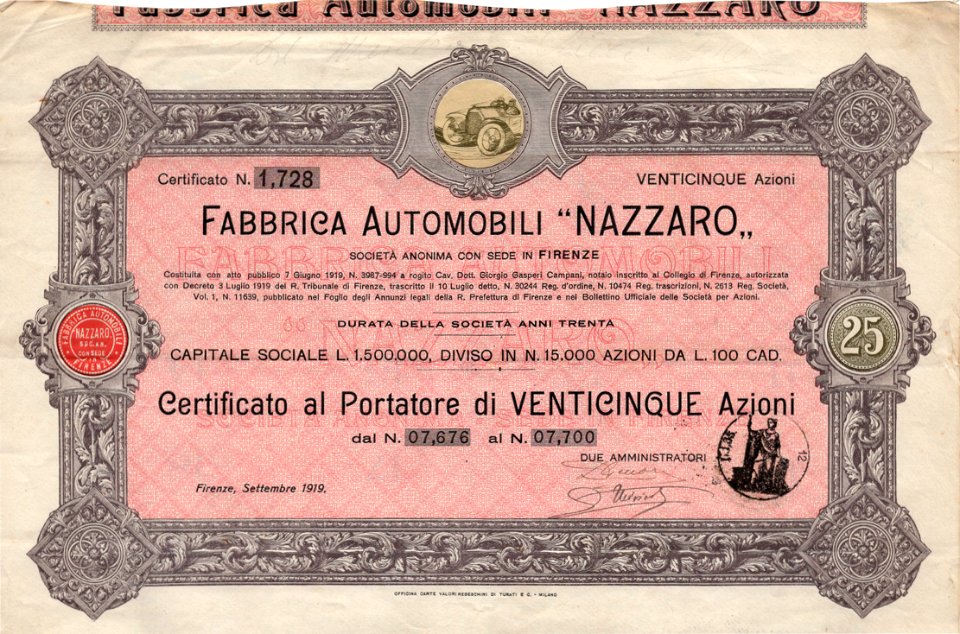 Fabbrica Automobili "NAZZARO"
Certificato N. 1,728
VENTICINQUE Azioni
FABBRICA AUTOMOBILI “NAZZARO„
SOCIETÀ ANONIMA CON SEDE IN FIRENZE
Costituita con atto pubblico 7 Giugno 1919, N. 3987-994 a rogito Cav. Dott. Giorgio Gasperi Campani, notaio inscritto al Collegio di Firenze, autorizzata
con Decreto 3 Luglio 1919 del R. Tribunale di Firenze, trascritto il 10 Luglio detto, N. 30244 Reg. d'ordine, N. 10474 Reg. trascrizioni, N. 2613 Reg. Società,
Vol. 1, N. 11639, pubblicato nel Foglio degli Annunzi legali della R. Prefettura di Firenze e nel Bollettino Ufficiale delle Società per Azioni.
FABBRICA AUTOMOBILI
NAZZARO
SOC. AN.
CON SEDE
IN
FIRENZE
25
DURATA DELLA SOCIETÀ ANNI TRENTA
CAPITALE SOCIALE L. 1,500,000, DIVISO IN N. 15.000 AZIONI DA L. 100 CAD.
Certificato al Portatore di VENTICINQUE Azioni
dal N. 07,676 al N. 07,700
DUE AMMINISTRATORI
12
Firenze, Settembre 1919.
OFFICINA CARTE VALORI REBESCHINI DI TURATI E C. - MILANO